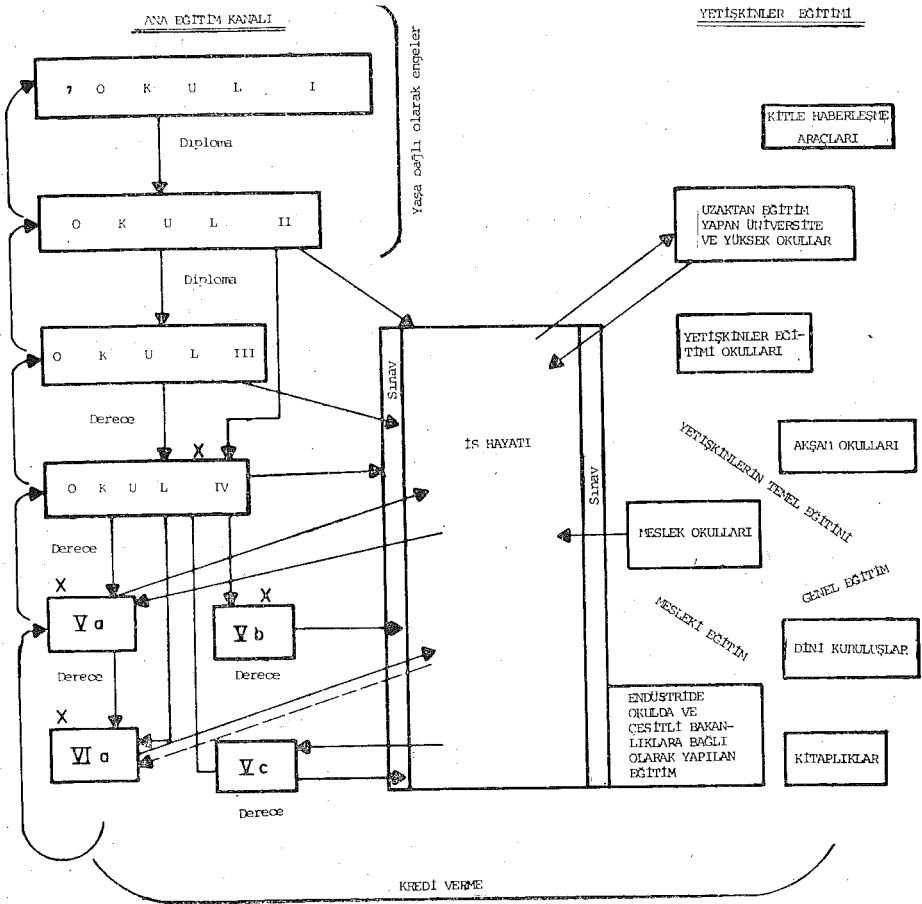 ANA EĞİTİM KANALI
YETİŞKİNLER EĞİTİMİ
Yaşa bağlı olarak engeler
, O K U L I
Diploma
O K U L II
Diploma
O K U L III
Derece
X
O K U L IV
Derece
X
V a
X
V b
Derece
Derece
X
VI a
V c
Derece
Sınav
İS HAYATI
Sınav
KİTLE HABERLEŞME
ARAÇLARI
UZAKTAN EĞİTİM
YAPAN ÜNİVERSİTE
VE YÜKSEK OKULLAR
YETİŞKİNLER EĞİ-
TİMİ OKULLARI
AKŞAM OKULLARI
YETİŞKİNLERİN TEMEL EĞİTİMİ
MESLEK OKULLARI
GENEL EĞİTİM
MESLEKİ EĞİTİM
DİNİ KURULUŞLAR
ENDÜSTRİDE
OKULDA VE
ÇESİTLİ BAKAN-
LIKLARA BAĞLI
OLARAK YAPILAN
EĞİTİM
KİTAPLIKLAR
KREDİ VERME